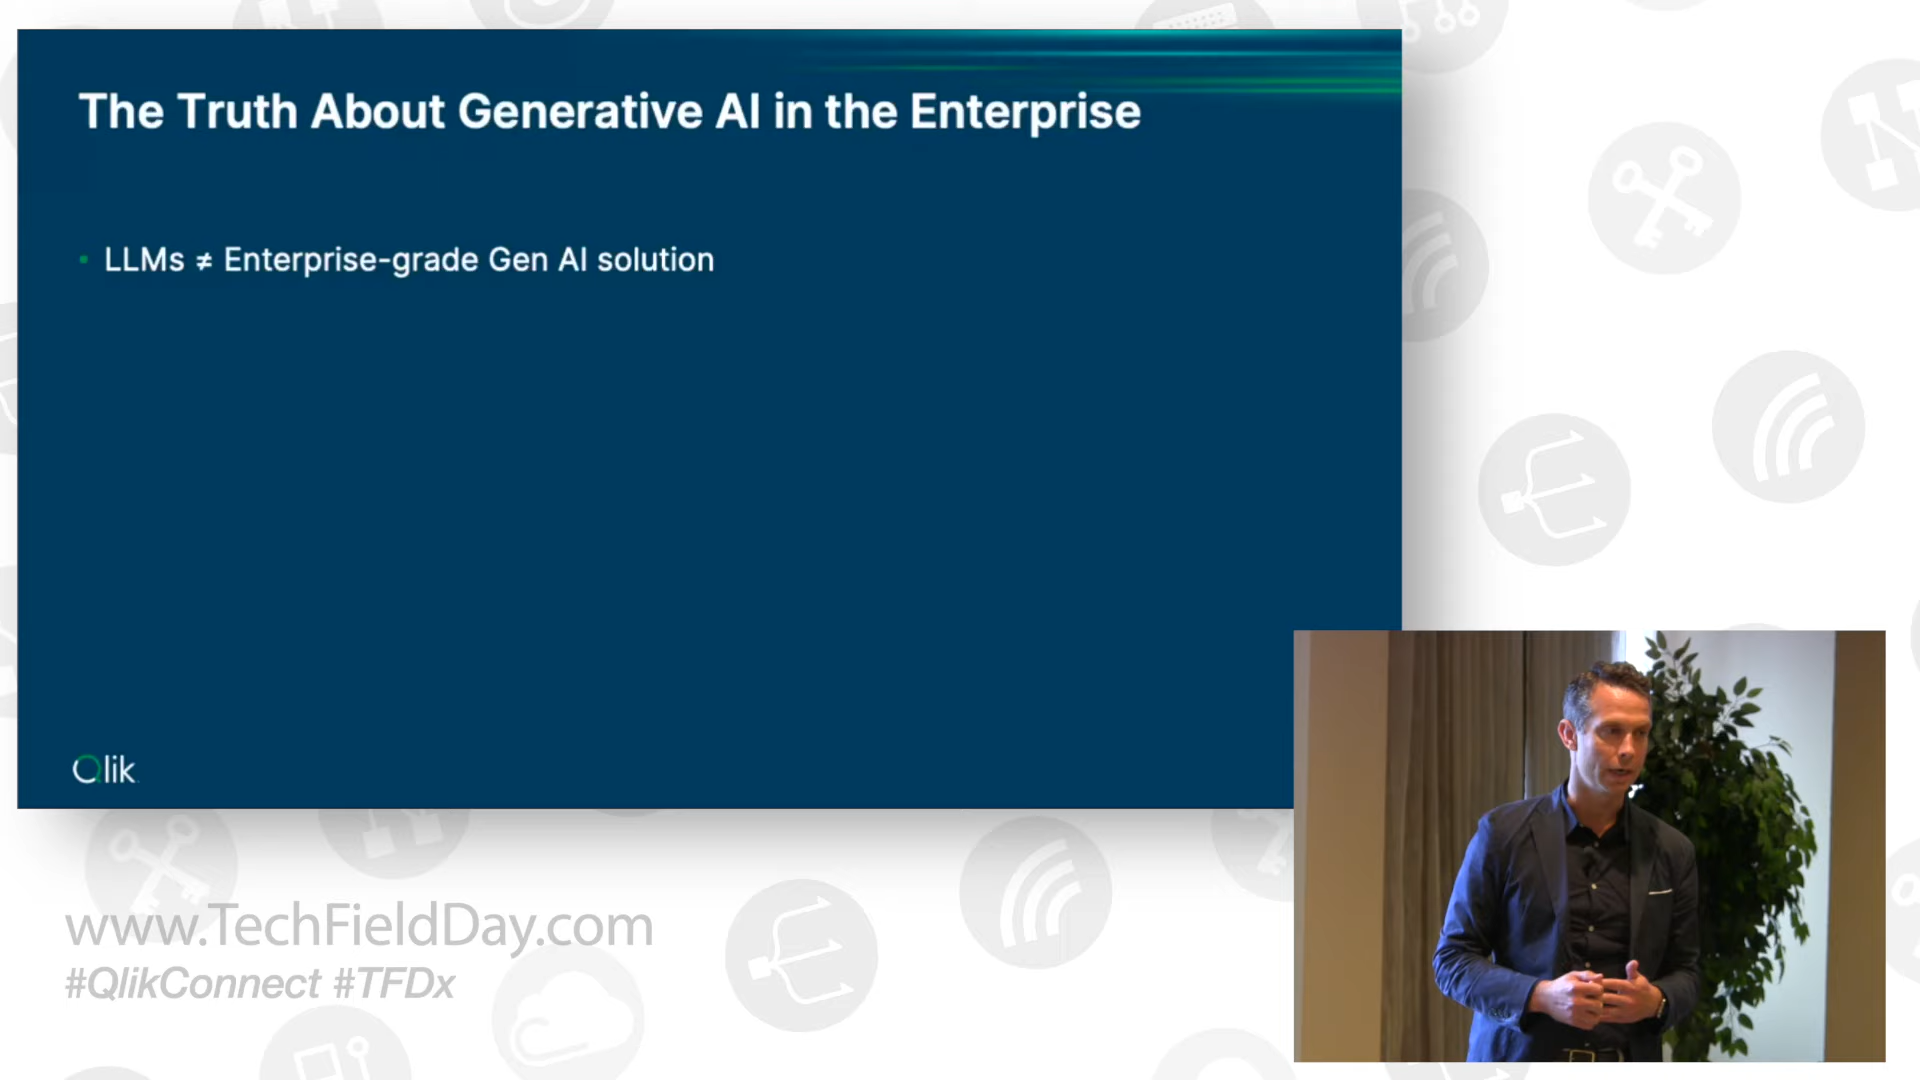 The Truth About Generative AI in the Enterprise
• LLMs ≠ Enterprise-grade Gen AI solution
Qlik
www.TechFieldDay.com
#QlikConnect #TFDx